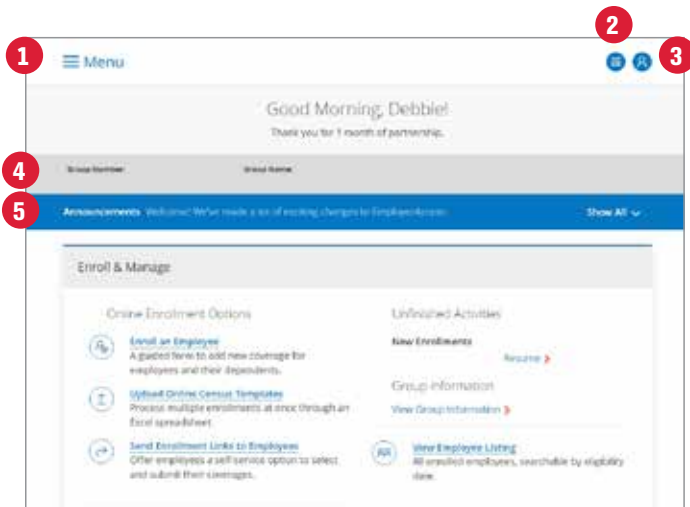 2
1
Menu
3
Good Morning, Debbie!
Thank you for 1 month of partnership.
4
Group Number
Group Name
5
Announcements Welcome! We've made a lot of exciting changes to EmployerAccess.
Show All
Enroll & Manage
Online Enrollment Options
Enroll an Employee
A guided form to add new coverage for
employees and their dependents.
Upload Online Census Templates
Process multiple enrollments at once through an
Excel spreadsheet.
Send Enrollment Links to Employees
Offer employees a self-service option to select
and submit their coverages.
Unfinished Activities
New Enrollments
Resume
Group Information
View Group Information
View Employee Listing
All enrolled employees, searchable by eligibility
date.